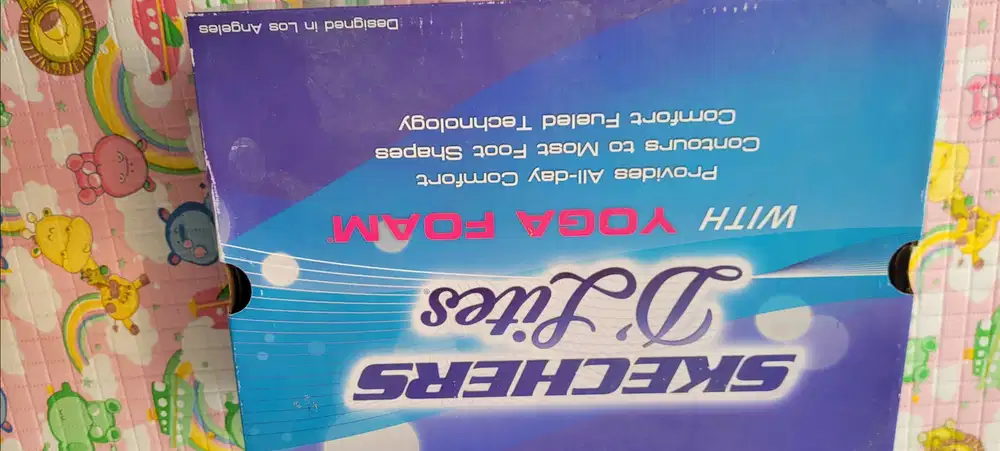 SKECHERS
D'Lites®
WITH YOGA FOAM®
Provides All-day Comfort
Contours to Most Foot Shapes
Comfort Fueled Technology
Designed in Los Angeles